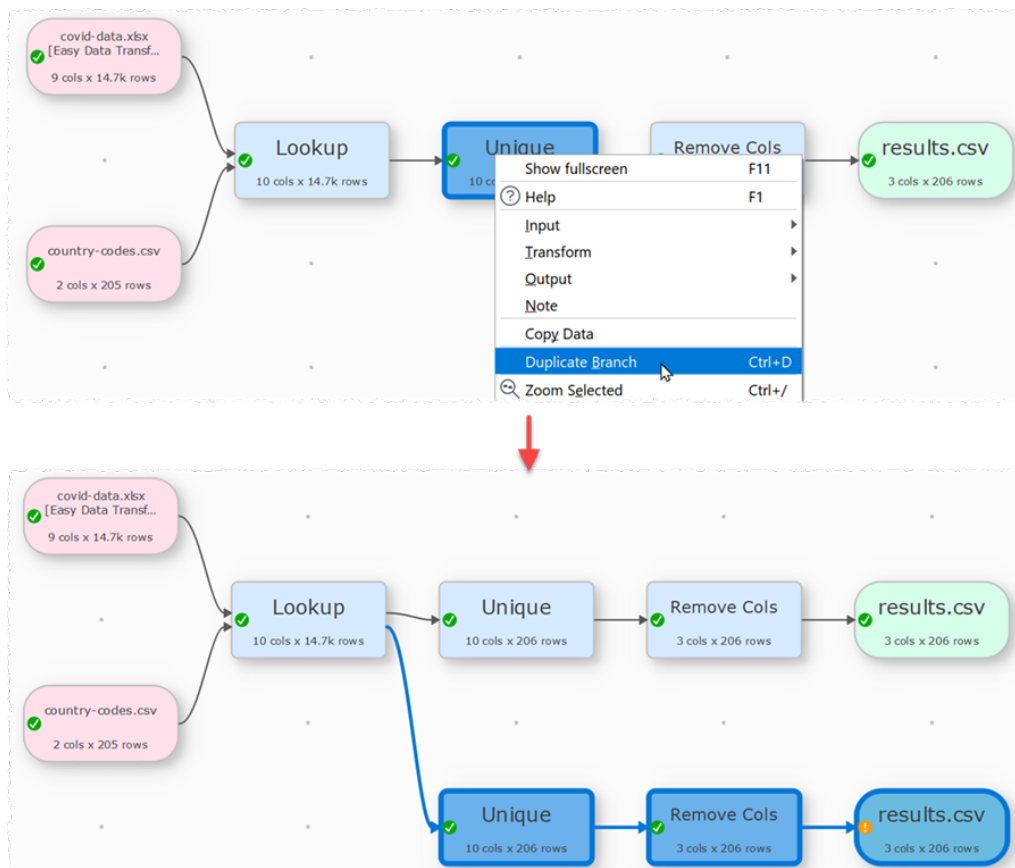 covid-data.xlsx
[Easy Data Transf...
9 cols x 14.7k rows
Lookup
10 cols x 14.7k rows
Unique
10 co
Remove Cols
results.csv
3 cols x 206 rows
country-codes.csv
2 cols x 205 rows
Show fullscreen F11
Help F1
Input
Transform
Output
Note
Copy Data
Duplicate Branch Ctrl+D
Zoom Selected Ctrl+/
covid-data.xlsx
[Easy Data Transf...
9 cols x 14.7k rows
Lookup
10 cols x 14.7k rows
Unique
10 cols x 206 rows
Remove Cols
3 cols x 206 rows
results.csv
3 cols x 206 rows
country-codes.csv
2 cols x 205 rows
Unique
10 cols x 206 rows
Remove Cols
3 cols x 206 rows
results.csv
3 cols x 206 rows